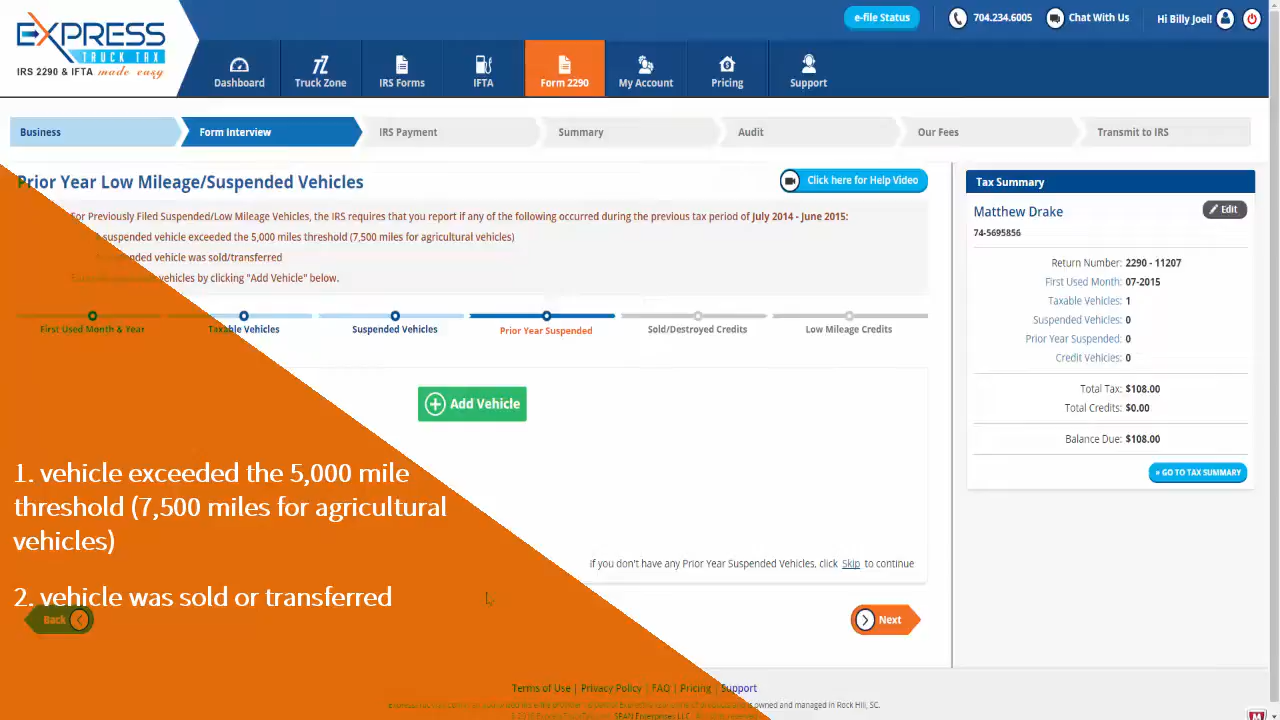 EXPRESS
TRUCK TAX
IRS 2290 & IFTA made easy
e-file Status
704.234.6005
Chat With Us
Hi Billy Joel!
Dashboard
Truck Zone
IRS Forms
IFTA
Form 2290
My Account
Pricing
Support
Business
Form Interview
IRS Payment
Summary
Audit
Our Fees
Transmit to IRS
Prior Year Low Mileage/Suspended Vehicles
Click here for Help Video
For Previously Filed Suspended/Low Mileage Vehicles, the IRS requires that you report if any of the following occurred during the previous tax period of July 2014 - June 2015:
suspended vehicle exceeded the 5,000 miles threshold (7,500 miles for agricultural vehicles)
vehicle was sold/transferred
vehicles by clicking "Add Vehicle" below.
First Used Month & Year
Taxable Vehicles
Suspended Vehicles
Prior Year Suspended
Sold/Destroyed Credits
Low Mileage Credits
Add Vehicle
1. vehicle exceeded the 5,000 mile
threshold (7,500 miles for agricultural
vehicles)
2. vehicle was sold or transferred
if you don't have any Prior Year Suspended Vehicles, click Skip to continue
Back
Next
Tax Summary
Matthew Drake
Edit
74-5695856
Return Number: 2290 - 11207
First Used Month: 07-2015
Taxable Vehicles: 1
Suspended Vehicles: 0
Prior Year Suspended: 0
Credit Vehicles: 0
Total Tax: $108.00
Total Credits: $0.00
Balance Due: $108.00
» GO TO TAX SUMMARY
Terms of Use | Privacy Policy | FAQ | Pricing | Support
owned and managed in Rock Hill, SC.
SPAN Enterprises LLC